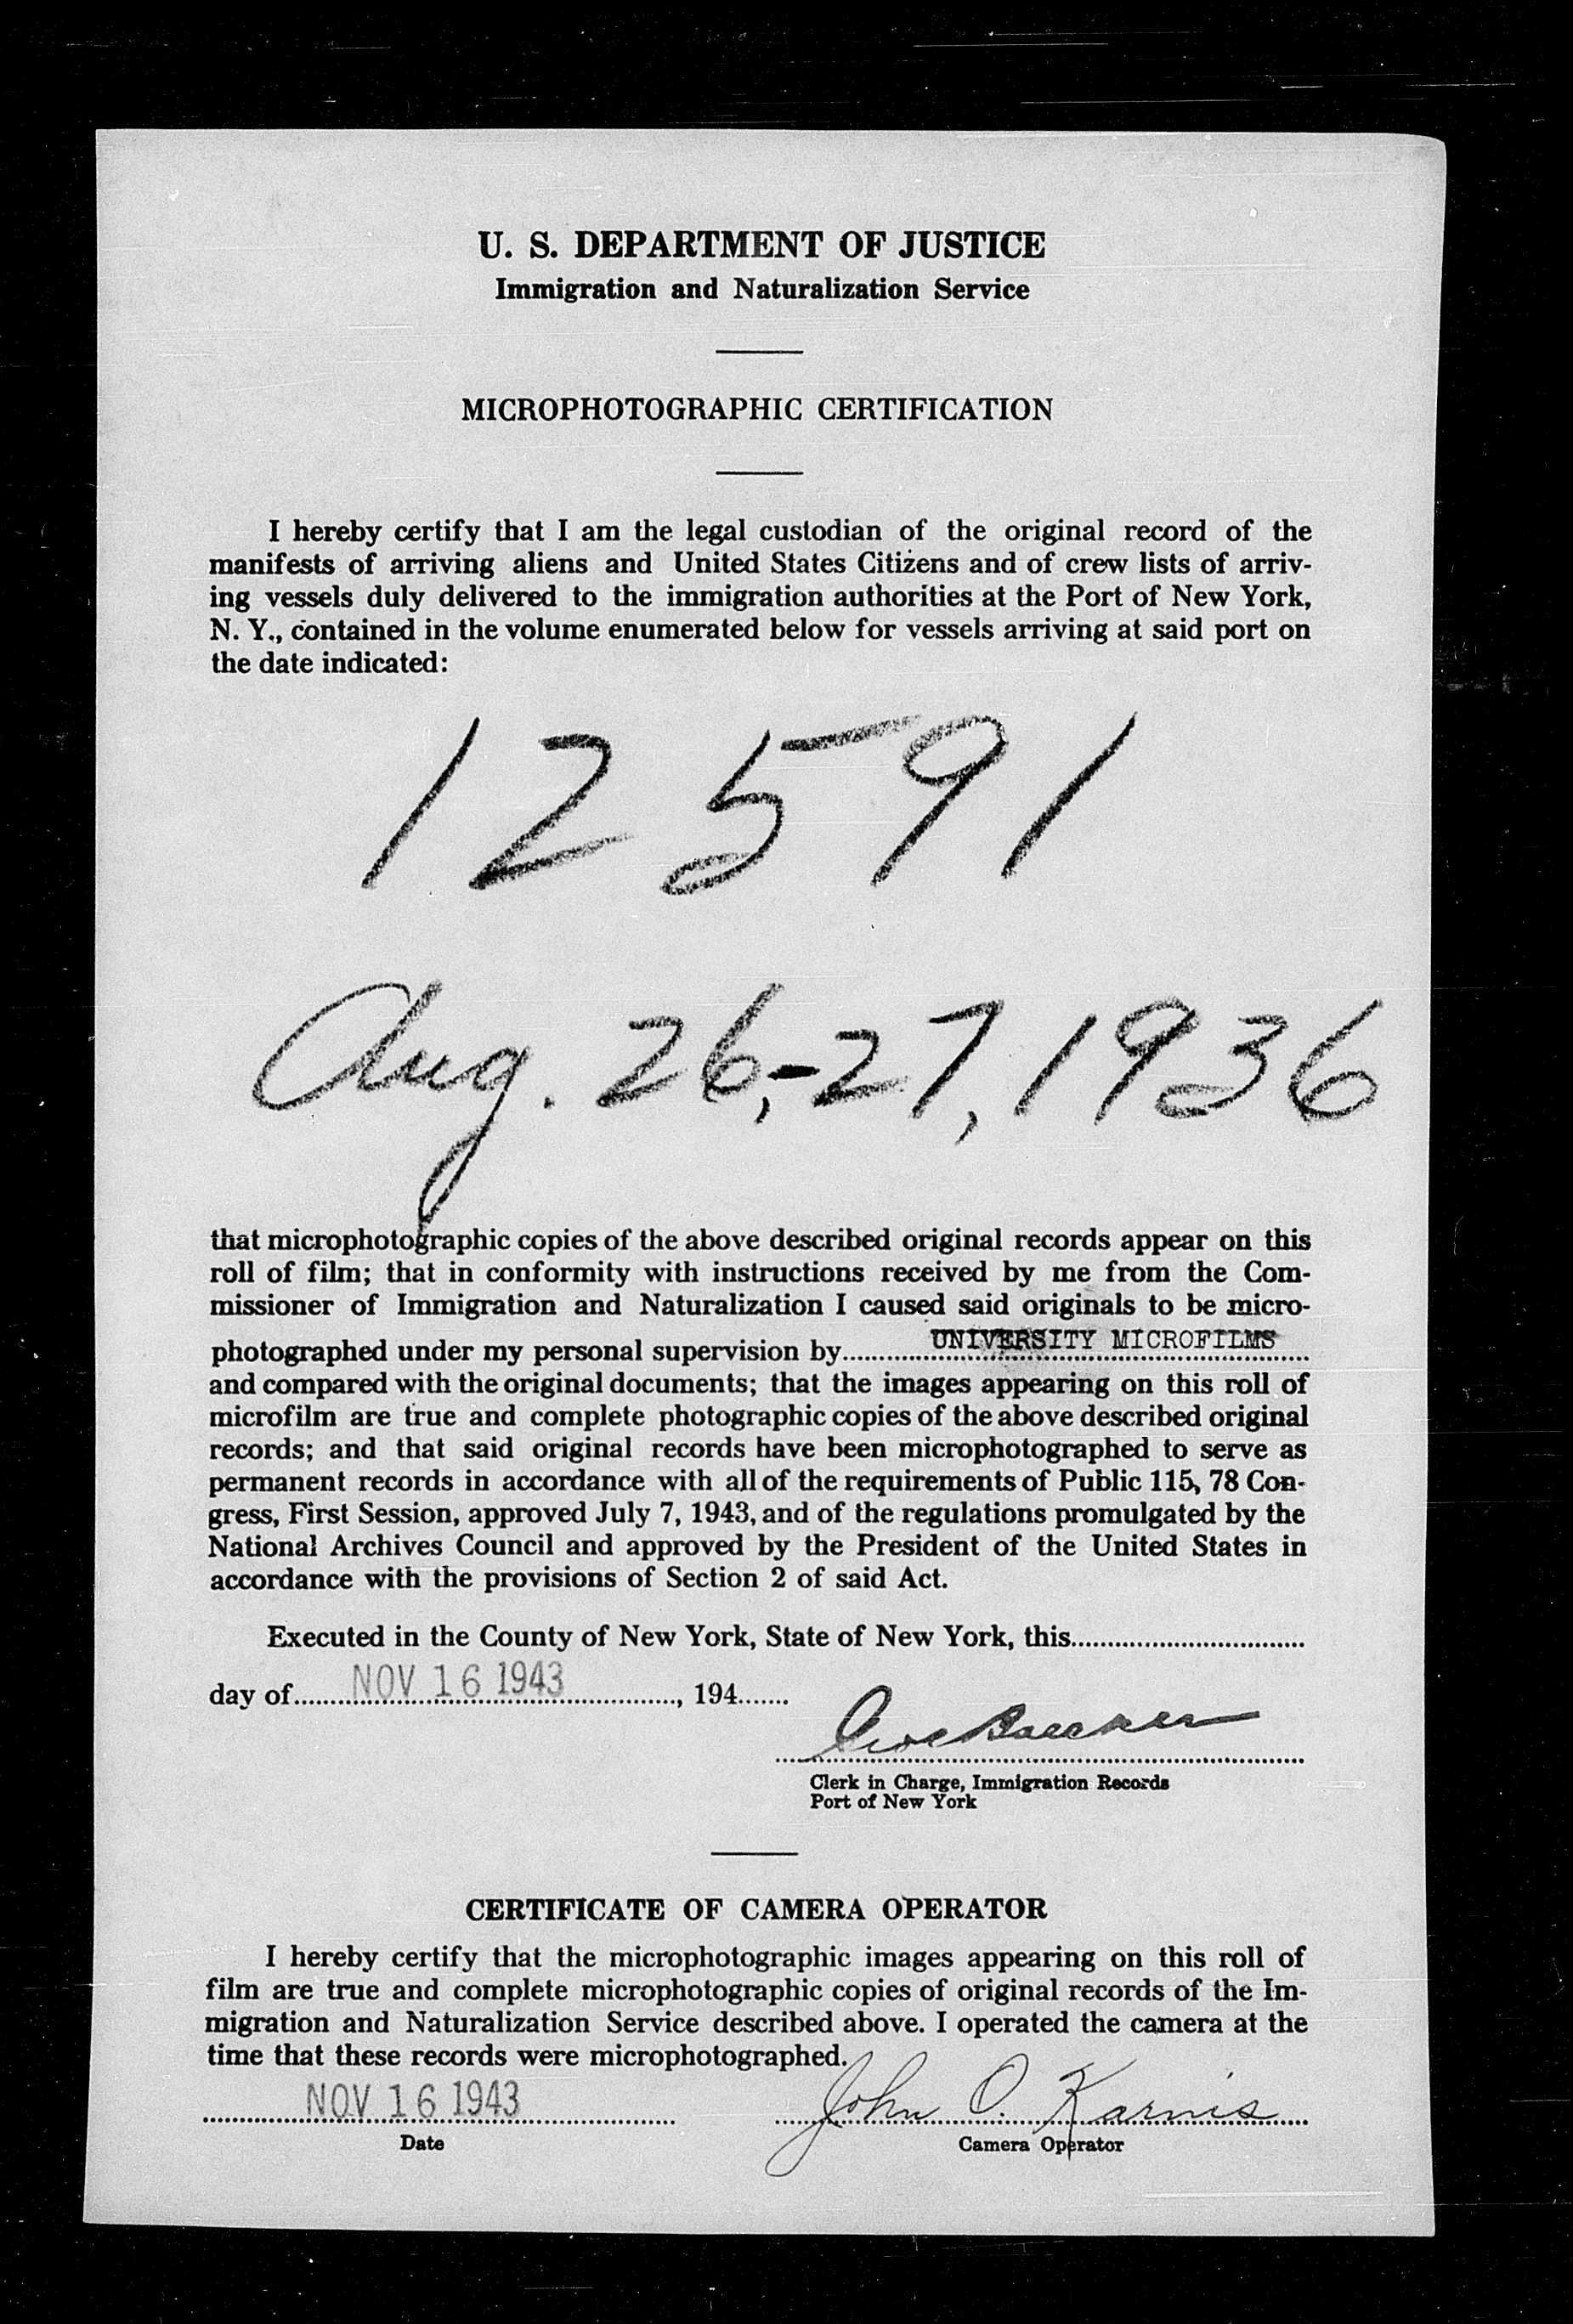 U. S. DEPARTMENT OF JUSTICE
Immigration and Naturalization Service
MICROPHOTOGRAPHIC CERTIFICATION
I hereby certify that I am the legal custodian of the original record of the
manifests of arriving aliens and United States Citizens and of crew lists of arriv-
ing vessels duly delivered to the immigration authorities at the Port of New York,
N. Y., contained in the volume enumerated below for vessels arriving at said port on
the date indicated:
12591
Aug. 26,-27, 1936
that microphotographic copies of the above described original records appear on this
roll of film; that in conformity with instructions received by me from the Com-
missioner of Immigration and Naturalization I caused said originals to be micro-
photographed under my personal supervision by UNIVERSITY MICROFILMS
and compared with the original documents; that the images appearing on this roll of
microfilm are true and complete photographic copies of the above described original
records; and that said original records have been microphotographed to serve as
permanent records in accordance with all of the requirements of Public 115, 78 Con-
gress, First Session, approved July 7, 1943, and of the regulations promulgated by the
National Archives Council and approved by the President of the United States in
accordance with the provisions of Section 2 of said Act.
Executed in the County of New York, State of New York, this
day of NOV 16 1943, 194
Clerk in Charge, Immigration Records
Port of New York
CERTIFICATE OF CAMERA OPERATOR
I hereby certify that the microphotographic images appearing on this roll of
film are true and complete microphotographic copies of original records of the Im-
migration and Naturalization Service described above. I operated the camera at the
time that these records were microphotographed.
NOV 16 1943 John O. Karnis
Date Camera Operator